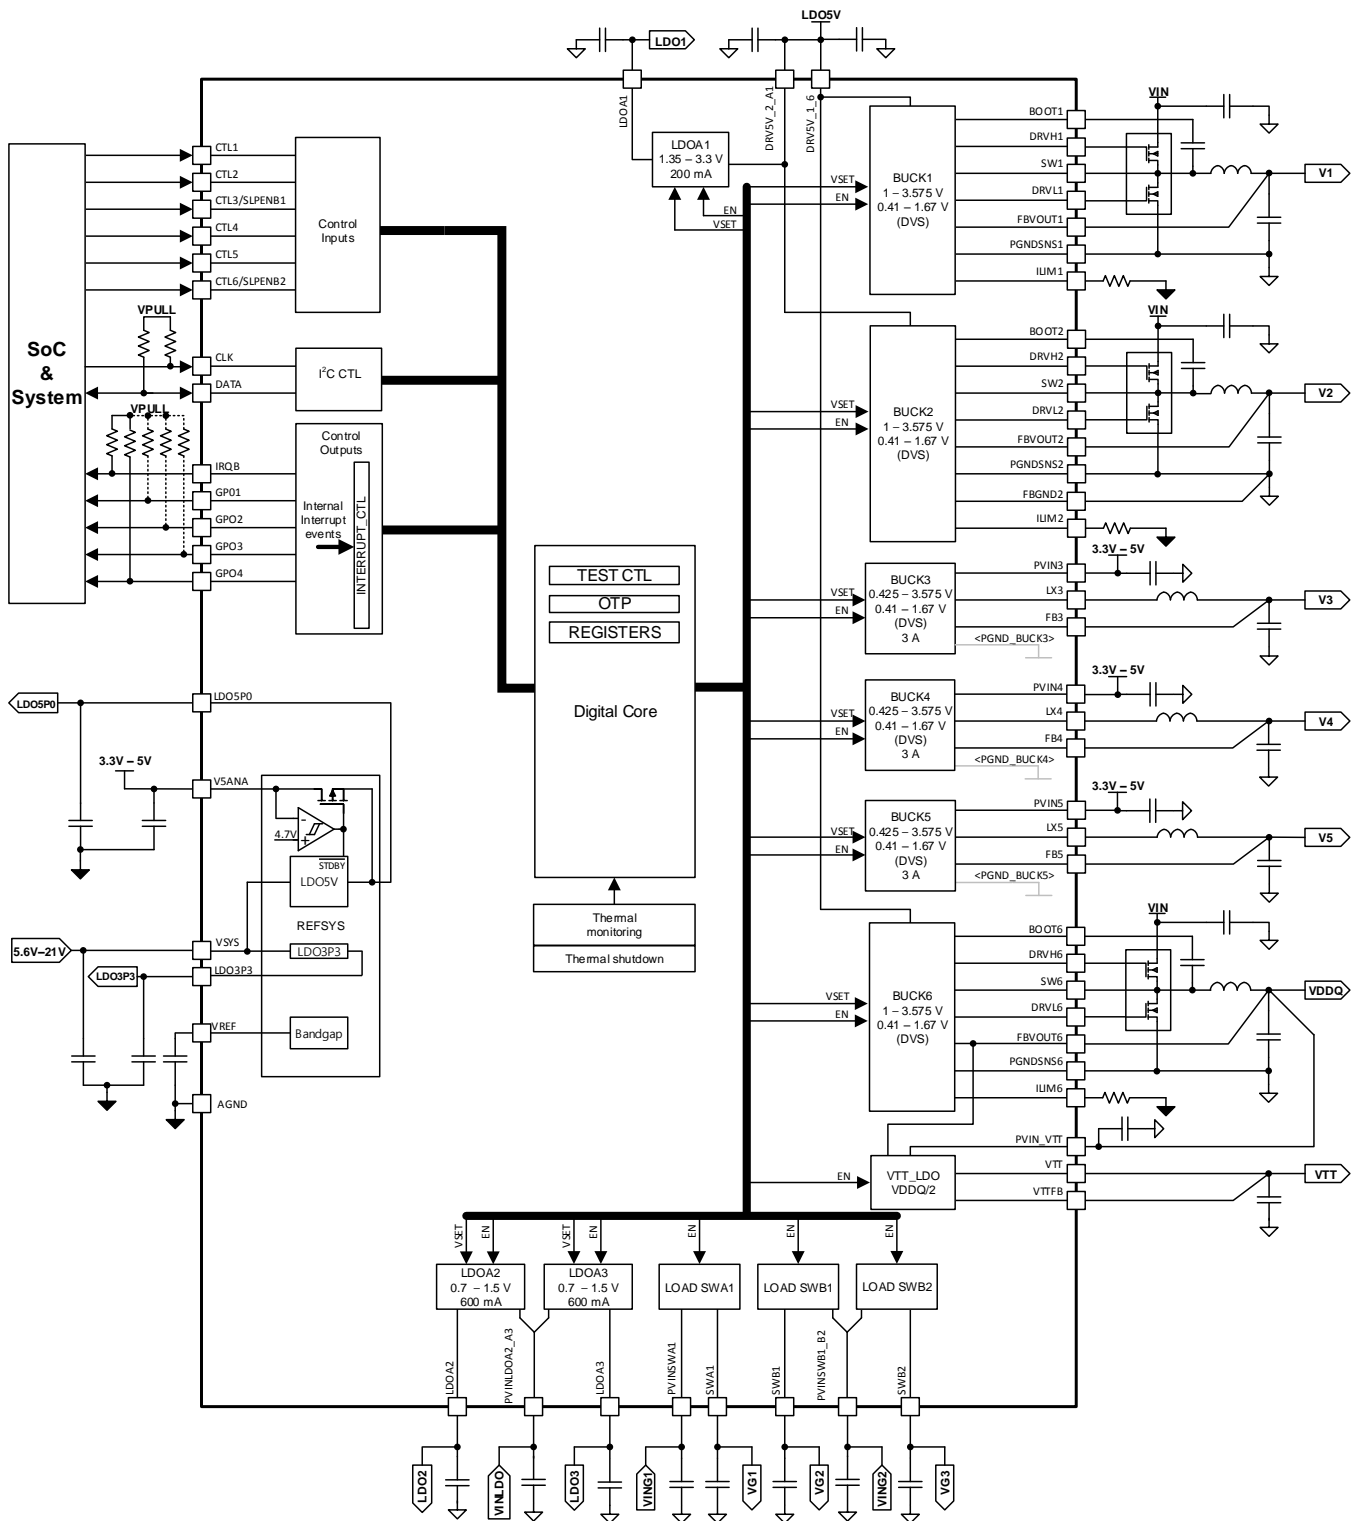 LDO5V
LDO1
LDOA1
DRV5V_2_A1
DRV5V_1_6
SoC
&
System
CTL1
CTL2
CTL3/SLPENB1
CTL4
CTL5
CTL6/SLPENB2
Control
Inputs
VPULL
CLK
DATA
I2C CTL
VPULL
IRQB
GPO1
GPO2
GPO3
GPO4
Control
Outputs
Internal
Interrupt
events
INTERRUPT_CTL
LDO5P0
LDO5P0
3.3V – 5V
V5ANA
4.7V
STDBY
LDO5V
REFSYS
5.6V–21V
VSYS
LDO3P3
LDO3P3
LDO3P3
VREF
Bandgap
AGND
LDOA1
1.35 – 3.3 V
200 mA
EN
VSET
TEST CTL
OTP
REGISTERS
Digital Core
Thermal
monitoring
Thermal shutdown
VSET
EN
BUCK1
1 – 3.575 V
0.41 – 1.67 V
(DVS)
BOOT1
DRVH1
SW1
DRVL1
FBVOUT1
PGNDSNS1
ILIM1
VIN
V1
VSET
EN
BUCK2
1 – 3.575 V
0.41 – 1.67 V
(DVS)
BOOT2
DRVH2
SW2
DRVL2
FBVOUT2
PGNDSNS2
FBGND2
ILIM2
VIN
V2
VSET
EN
BUCK3
0.425 – 3.575 V
0.41 – 1.67 V
(DVS)
3 A
PVIN3
LX3
FB3
<PGND_BUCK3>
3.3V – 5V
V3
VSET
EN
BUCK4
0.425 – 3.575 V
0.41 – 1.67 V
(DVS)
3 A
PVIN4
LX4
FB4
<PGND_BUCK4>
3.3V – 5V
V4
VSET
EN
BUCK5
0.425 – 3.575 V
0.41 – 1.67 V
(DVS)
3 A
PVIN5
LX5
FB5
<PGND_BUCK5>
3.3V – 5V
V5
VSET
EN
BUCK6
1 – 3.575 V
0.41 – 1.67 V
(DVS)
BOOT6
DRVH6
SW6
DRVL6
FBVOUT6
PGNDSNS6
ILIM6
VIN
VDDQ
EN
VTT_LDO
VDDQ/2
PVIN_VTT
VTT
VTTFB
VTT
VSET
EN
VSET
EN
EN
EN
EN
LDOA2
0.7 – 1.5 V
600 mA
LDOA3
0.7 – 1.5 V
600 mA
LOAD SWA1
LOAD SWB1
LOAD SWB2
LDOA2
PVINLDOA2_A3
LDOA3
PVINSWA1
SWA1
SWB1
PVINSWB1_B2
SWB2
LDO2
VINLDO
LDO3
VING1
VG1
VG2
VING2
VG3